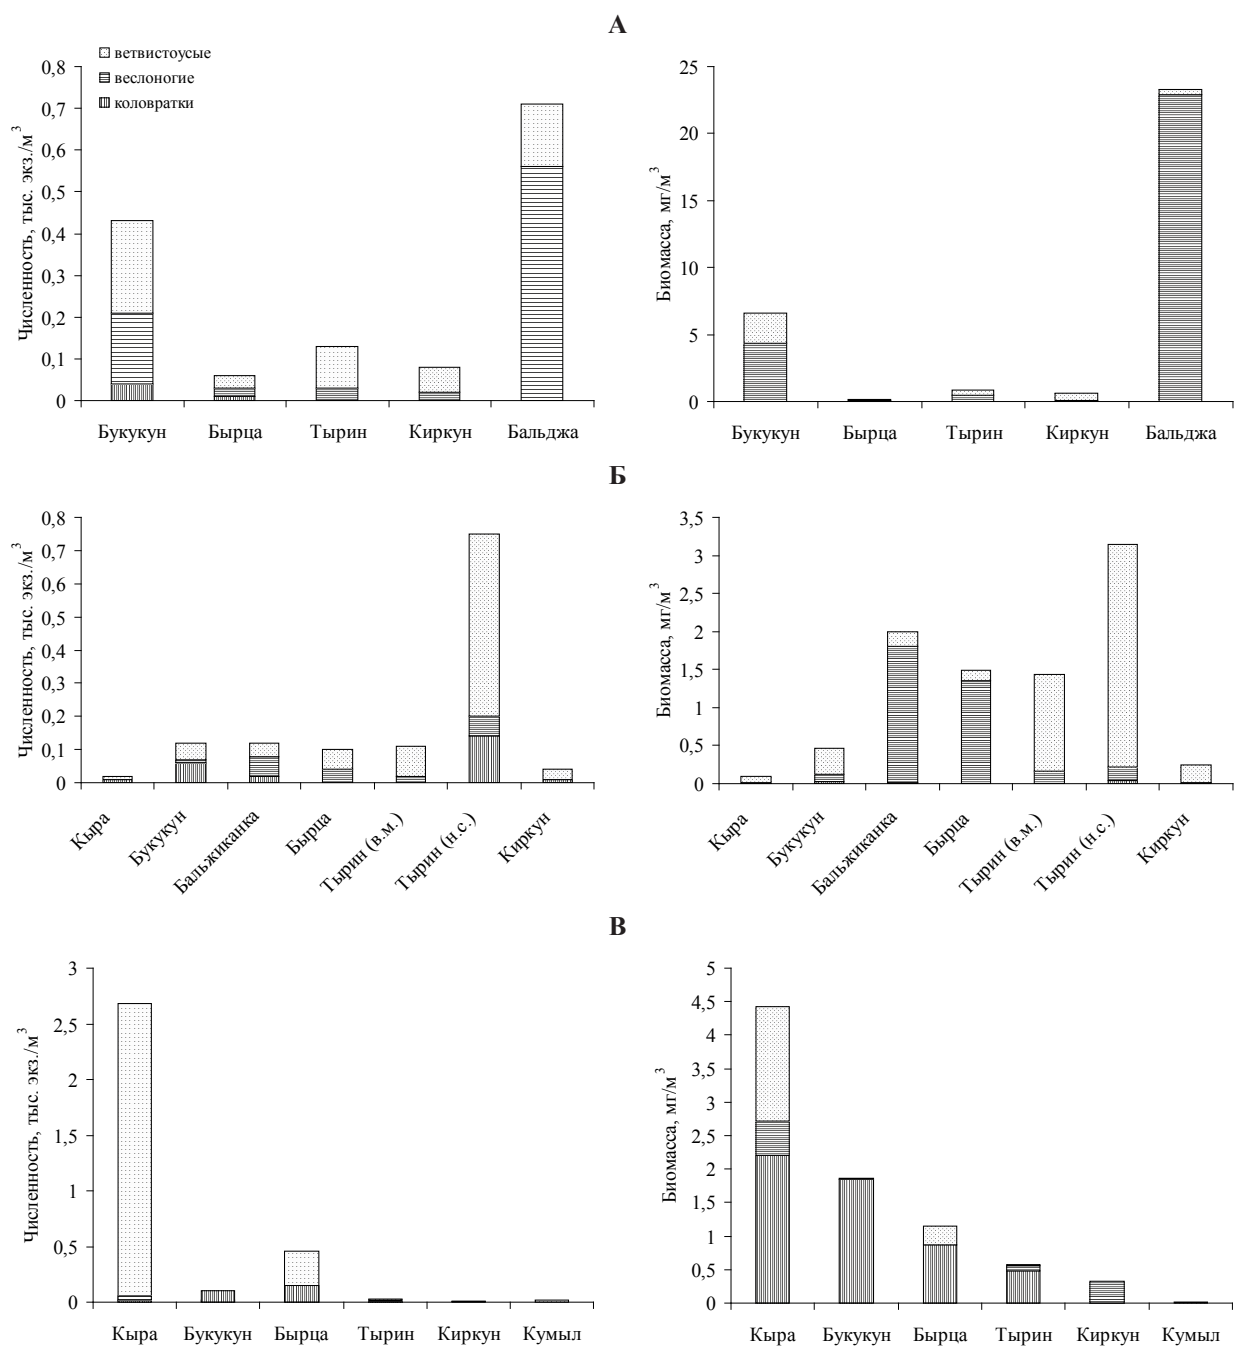 А
ветвистоусые
веслоногие
коловратки
Численность, тыс. экз./м³
0,8
0,7
0,6
0,5
0,4
0,3
0,2
0,1
0
Букукун Бырца Тырин Киркун Бальджа
Биомасса, мг/м³
25
20
15
10
5
0
Букукун Бырца Тырин Киркун Бальджа
Б
Численность, тыс. экз./м³
0,8
0,7
0,6
0,5
0,4
0,3
0,2
0,1
0
Кыра
Букукун
Бальжиканка
Бырца
Тырин (в.м.)
Тырин (н.с.)
Киркун
Биомасса, мг/м³
3,5
3
2,5
2
1,5
1
0,5
0
Кыра
Букукун
Бальжиканка
Бырца
Тырин (в.м.)
Тырин (н.с.)
Киркун
В
Численность, тыс. экз./м³
3
2,5
2
1,5
1
0,5
0
Кыра Букукун Бырца Тырин Киркун Кумыл
Биомасса, мг/м³
5
4,5
4
3,5
3
2,5
2
1,5
1
0,5
0
Кыра Букукун Бырца Тырин Киркун Кумыл